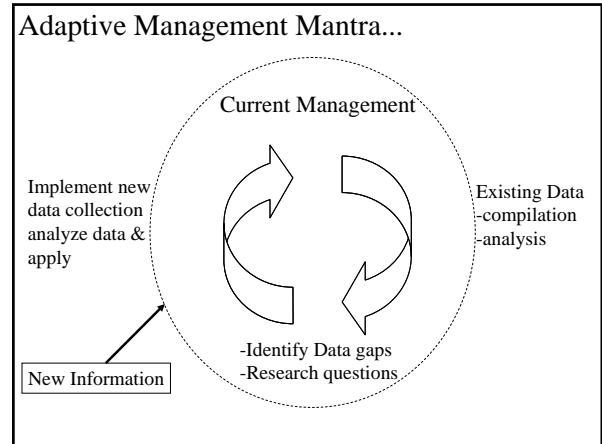 Adaptive Management Mantra...
Current Management
Implement new
data collection
analyze data &
apply
Existing Data
-compilation
-analysis
-Identify Data gaps
-Research questions
New Information